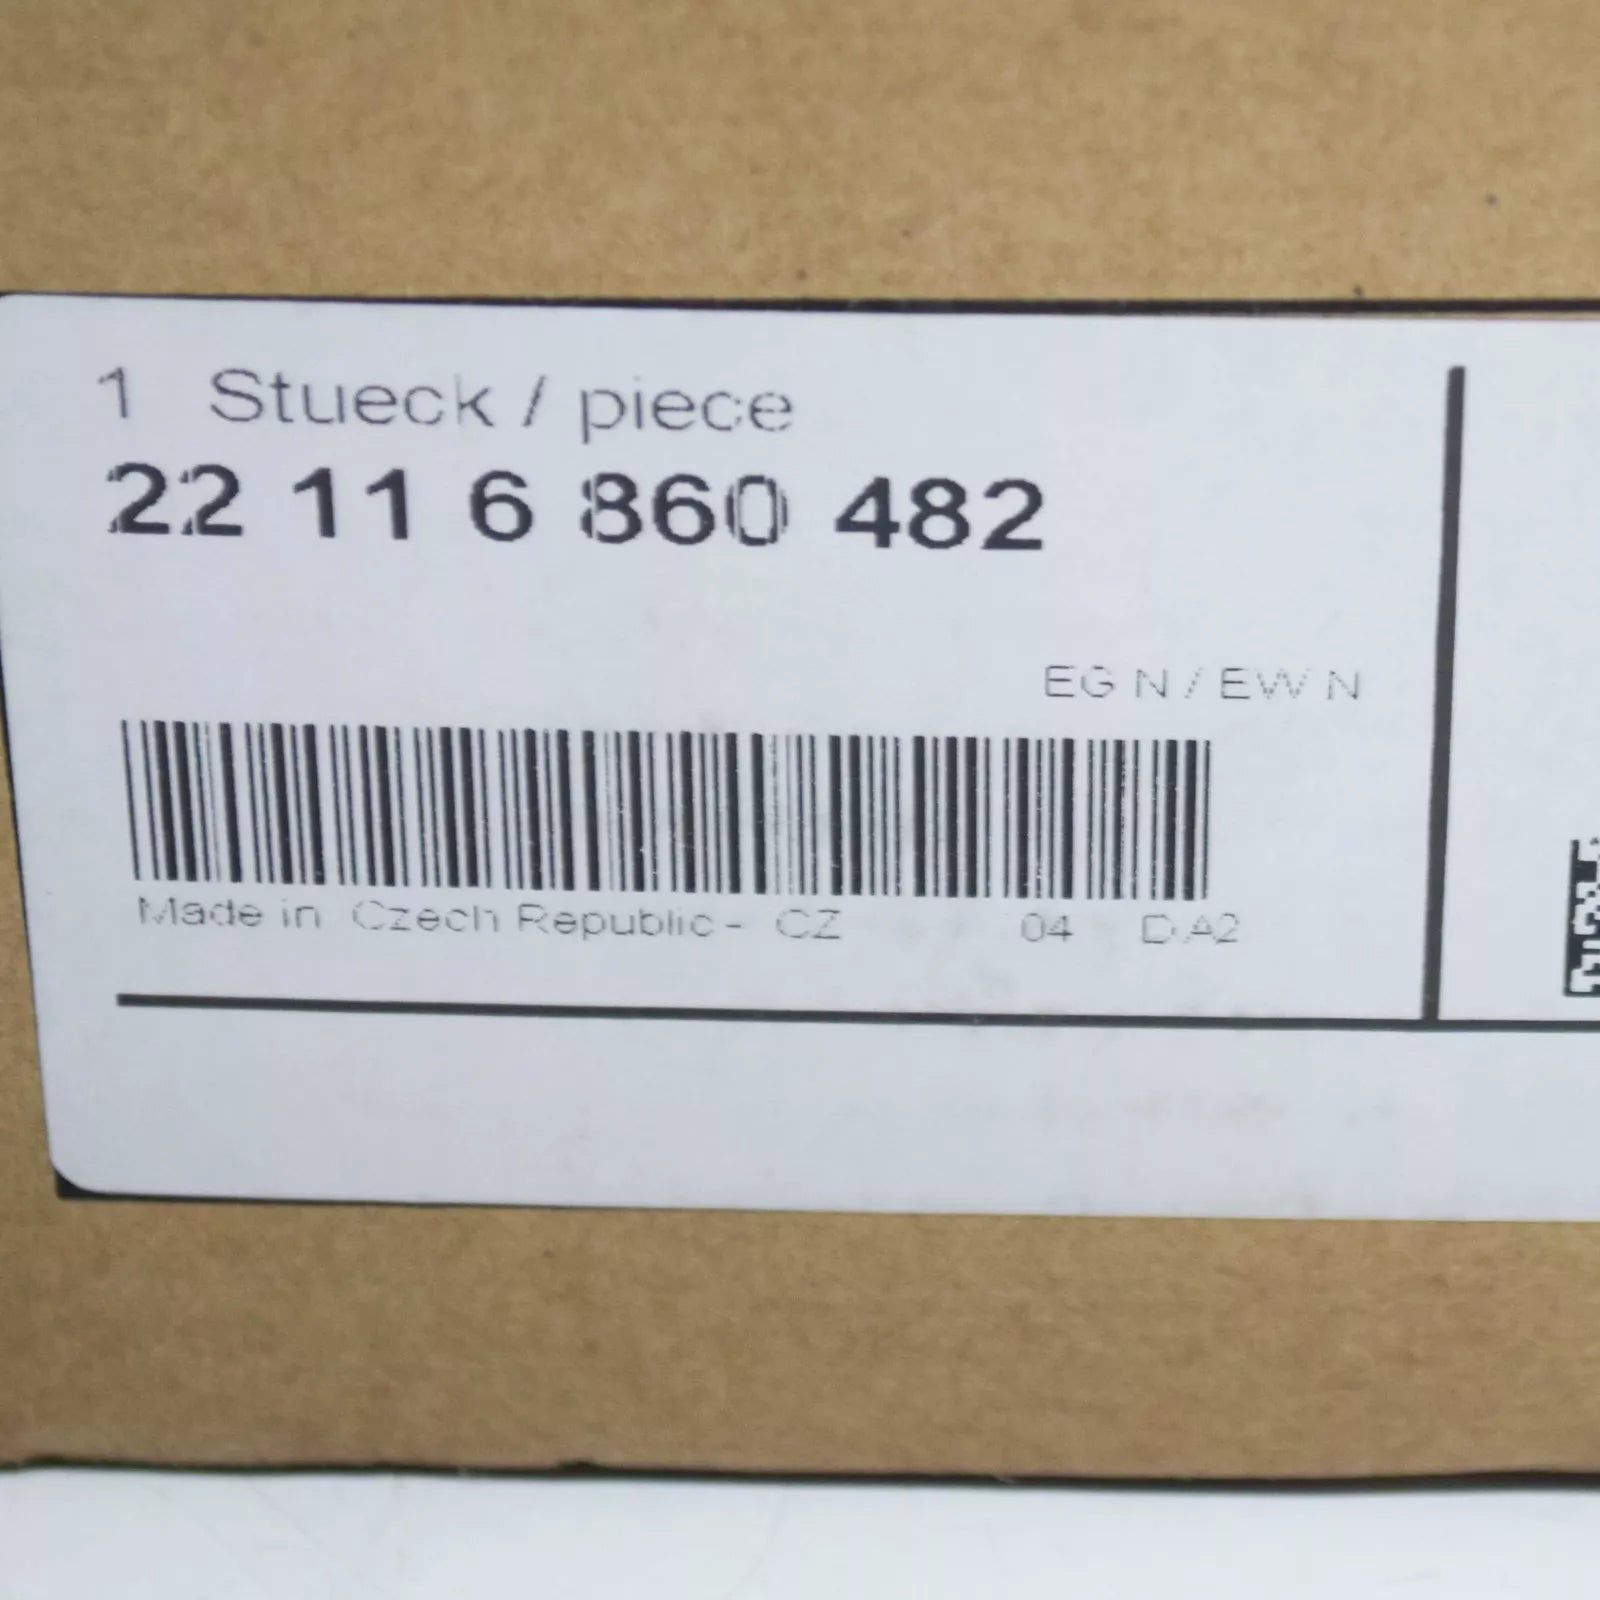 1 Stueck / piece
22 11 6 860 482
EG N / EW N
Made in Czech Republic - CZ 04 DA2